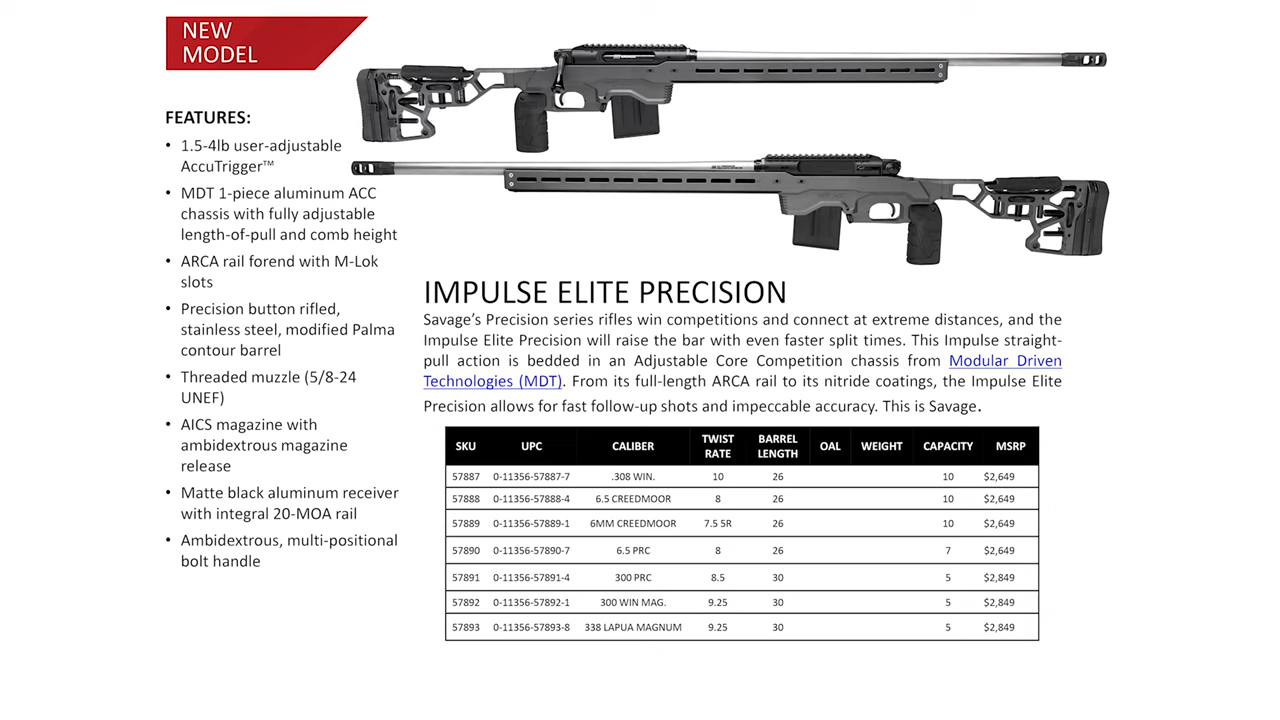 NEW
MODEL
FEATURES:
• 1.5-4lb user-adjustable
AccuTrigger™
• MDT 1-piece aluminum ACC
chassis with fully adjustable
length-of-pull and comb height
• ARCA rail forend with M-Lok
slots
• Precision button rifled,
stainless steel, modified Palma
contour barrel
• Threaded muzzle (5/8-24
UNEF)
• AICS magazine with
ambidextrous magazine
release
• Matte black aluminum receiver
with integral 20-MOA rail
• Ambidextrous, multi-positional
bolt handle
IMPULSE ELITE PRECISION
Savage’s Precision series rifles win competitions and connect at extreme distances, and the
Impulse Elite Precision will raise the bar with even faster split times. This Impulse straight-
pull action is bedded in an Adjustable Core Competition chassis from Modular Driven
Technologies (MDT). From its full-length ARCA rail to its nitride coatings, the Impulse Elite
Precision allows for fast follow-up shots and impeccable accuracy. This is Savage.
SKU UPC CALIBER TWIST RATE BARREL LENGTH OAL WEIGHT CAPACITY MSRP
57887 0-11356-57887-7 .308 WIN. 10 26 10 $2,649
57888 0-11356-57888-4 6.5 CREEDMOOR 8 26 10 $2,649
57889 0-11356-57889-1 6MM CREEDMOOR 7.5 5R 26 10 $2,649
57890 0-11356-57890-7 6.5 PRC 8 26 7 $2,649
57891 0-11356-57891-4 300 PRC 8.5 30 5 $2,849
57892 0-11356-57892-1 300 WIN MAG. 9.25 30 5 $2,849
57893 0-11356-57893-8 338 LAPUA MAGNUM 9.25 30 5 $2,849